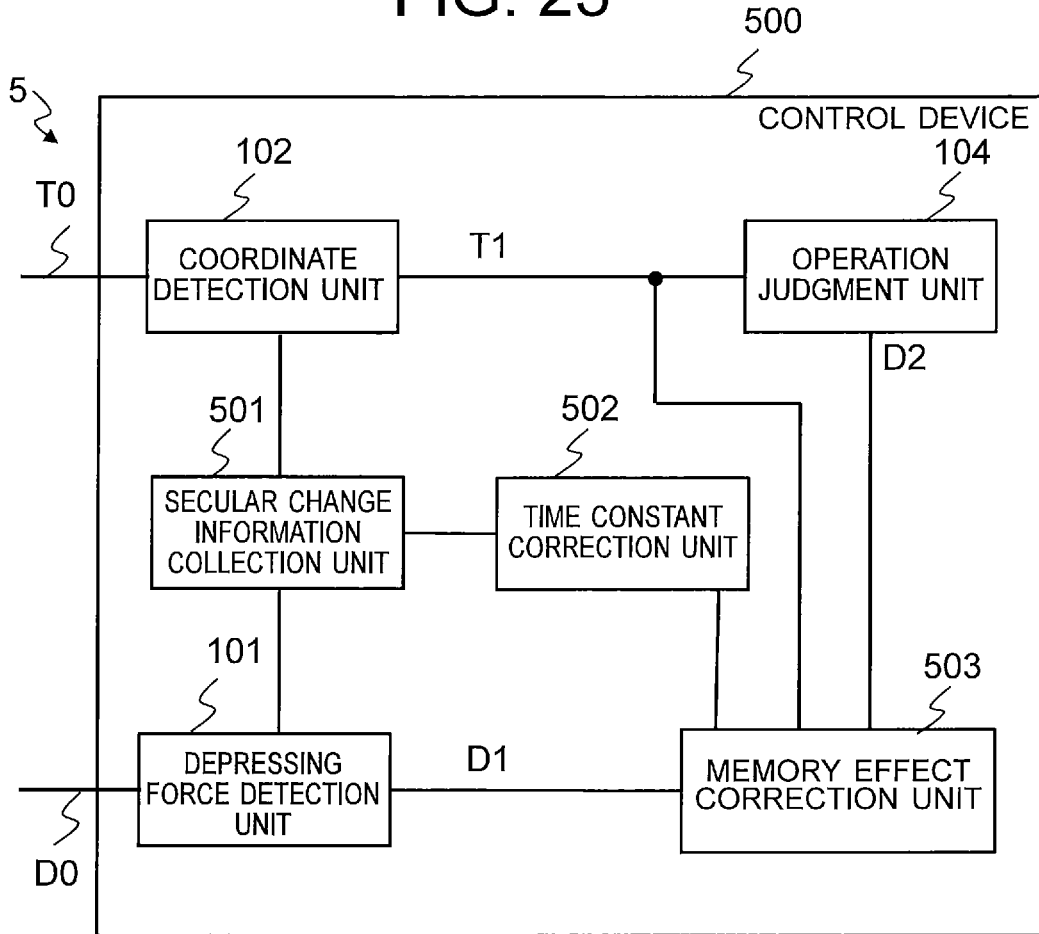 FIG. 23
500
5
CONTROL DEVICE
102
104
T0
COORDINATE
DETECTION UNIT
T1
OPERATION
JUDGMENT UNIT
D2
501
502
SECULAR CHANGE
INFORMATION
COLLECTION UNIT
TIME CONSTANT
CORRECTION UNIT
101
503
DEPRESSING
FORCE DETECTION
UNIT
D1
MEMORY EFFECT
CORRECTION UNIT
D0